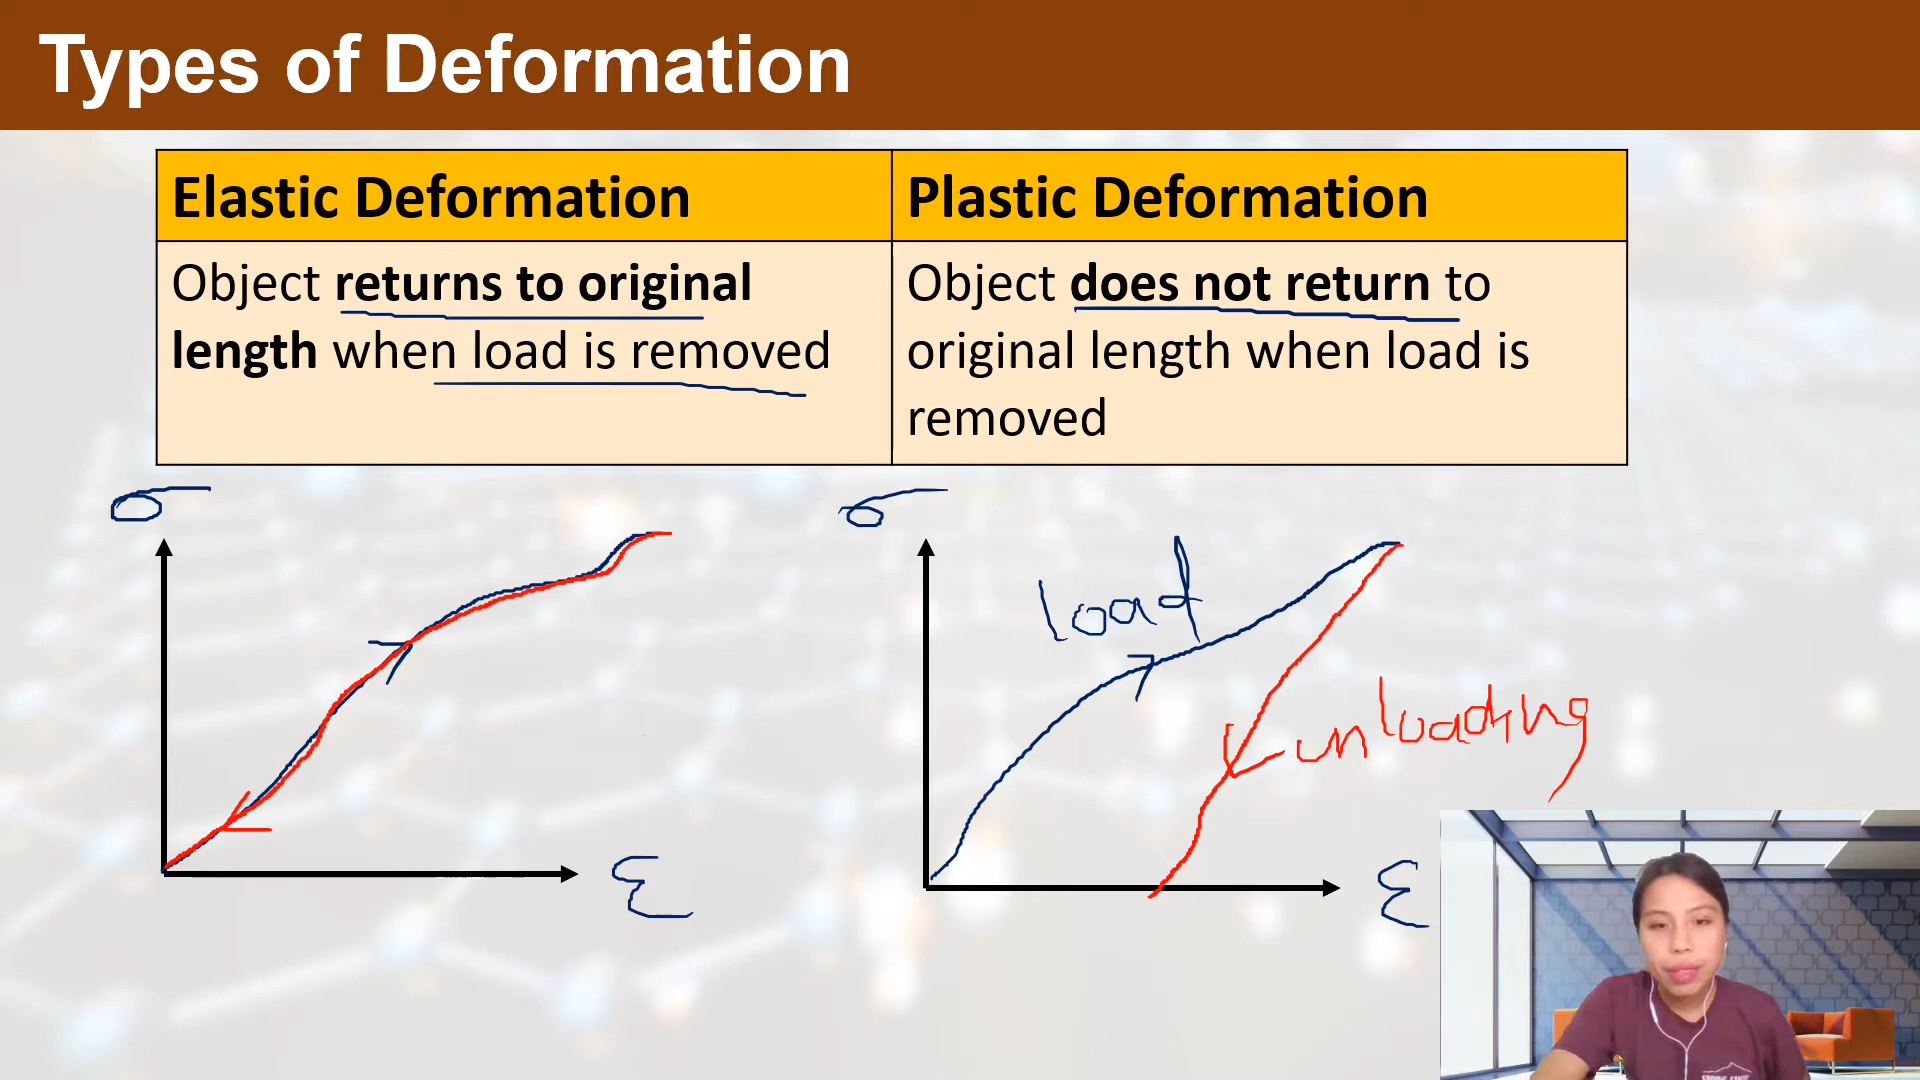 Types of Deformation
Elastic Deformation
Plastic Deformation
Object returns to original
length when load is removed
Object does not return to
original length when load is
removed
σ
σ
load
unloading
ε
ε